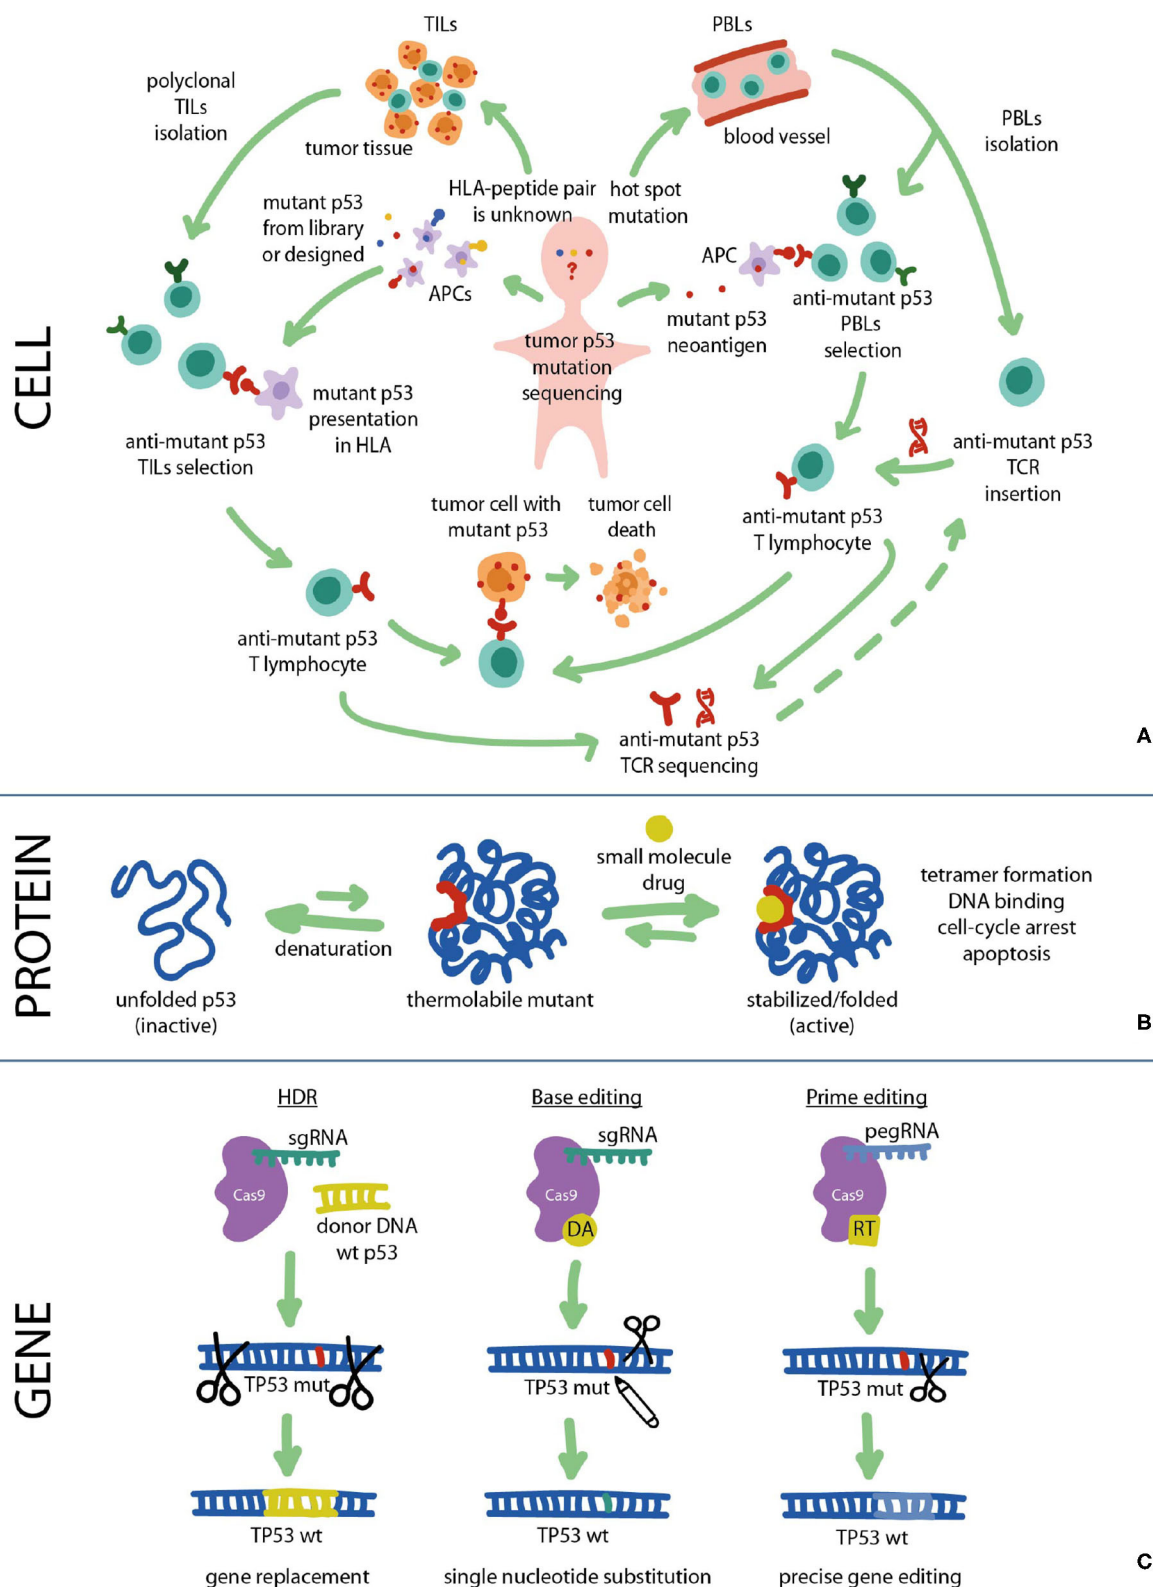 CELL
TILs
PBLs
polyclonal
TILs
isolation
tumor tissue
blood vessel
PBLs
isolation
HLA-peptide pair
is unknown
hot spot
mutation
mutant p53
from library
or designed
APCs
?
APC
mutant p53
neoantigen
anti-mutant p53
PBLs
selection
tumor p53
mutation
sequencing
mutant p53
presentation
in HLA
anti-mutant p53
TILs selection
anti-mutant p53
TCR
insertion
tumor cell with
mutant p53
tumor cell
death
anti-mutant p53
T lymphocyte
anti-mutant p53
T lymphocyte
anti-mutant p53
TCR sequencing
A
PROTEIN
small molecule
drug
denaturation
unfolded p53
(inactive)
thermolabile mutant
stabilized/folded
(active)
tetramer formation
DNA binding
cell-cycle arrest
apoptosis
B
GENE
HDR
sgRNA
Cas9
donor DNA
wt p53
TP53 mut
TP53 wt
gene replacement
Base editing
sgRNA
Cas9
DA
TP53 mut
TP53 wt
single nucleotide substitution
Prime editing
pegRNA
Cas9
RT
TP53 mut
TP53 wt
precise gene editing
C